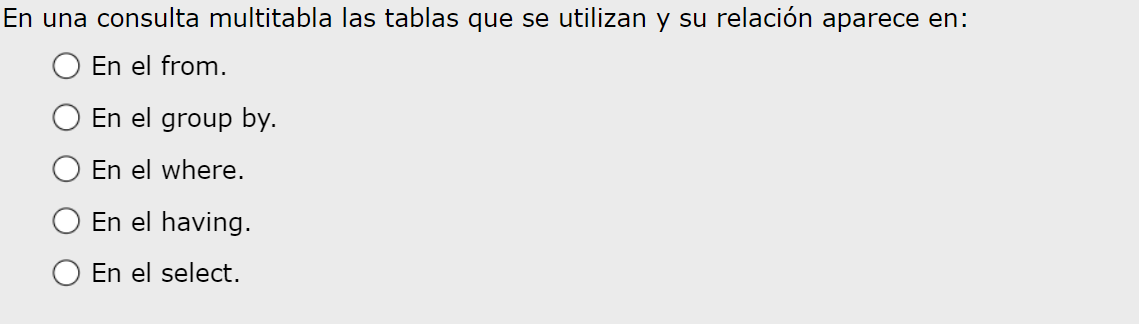 En una consulta multitabla las tablas que se utilizan y su relación aparece en:
En el from.
En el group by.
En el where.
En el having.
En el select.